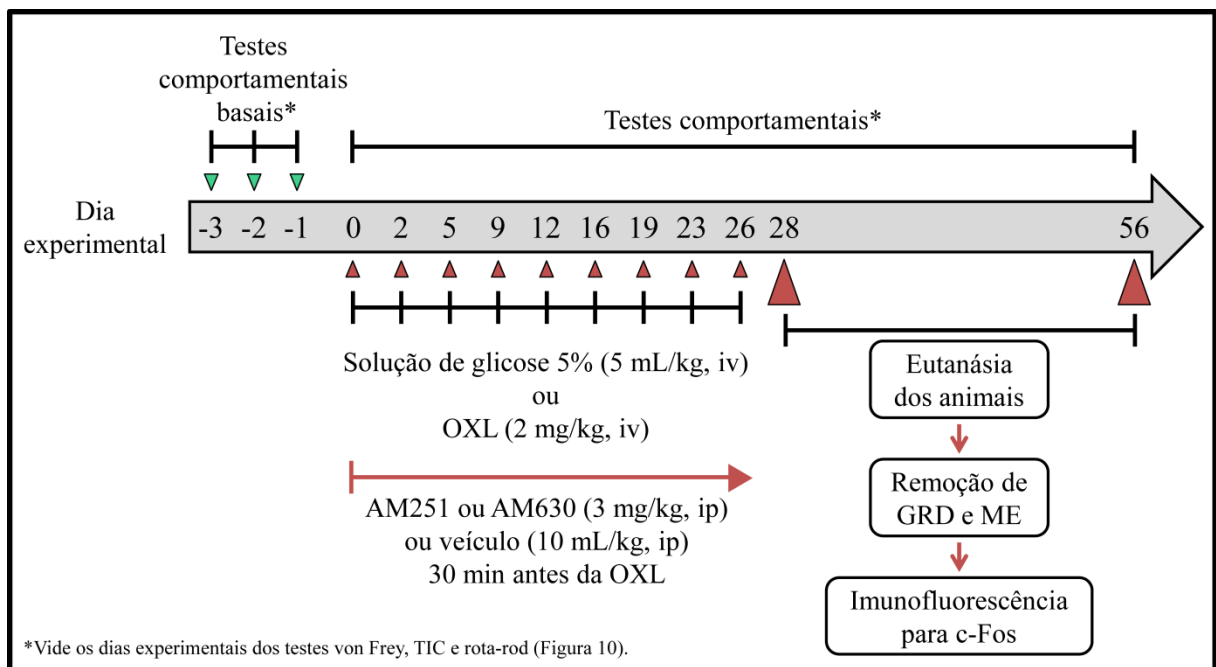 Testes
comportamentais
basais*
Testes comportamentais*
Dia
experimental
-3 -2 -1 0 2 5 9 12 16 19 23 26 28 56
Solução de glicose 5% (5 mL/kg, iv)
ou
OXL (2 mg/kg, iv)
AM251 ou AM630 (3 mg/kg, ip)
ou veículo (10 mL/kg, ip)
30 min antes da OXL
Eutanásia
dos animais
Remoção de
GRD e ME
Imunofluorescência
para c-Fos
*Vide os dias experimentais dos testes von Frey, TIC e rota-rod (Figura 10).